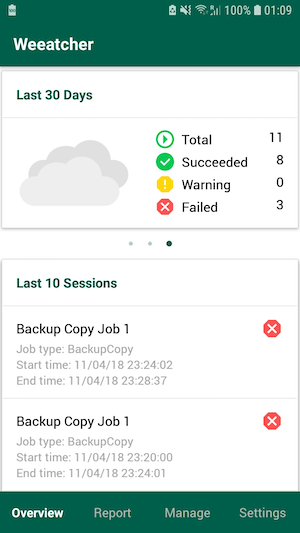 100% 01:09
Weeatcher
Last 30 Days
Total 11
Succeeded 8
Warning 0
Failed 3
Last 10 Sessions
Backup Copy Job 1
Job type: BackupCopy
Start time: 11/04/18 23:24:02
End time: 11/04/18 23:28:37
Backup Copy Job 1
Job type: BackupCopy
Start time: 11/04/18 23:20:00
End time: 11/04/18 23:24:01
Overview Report Manage Settings